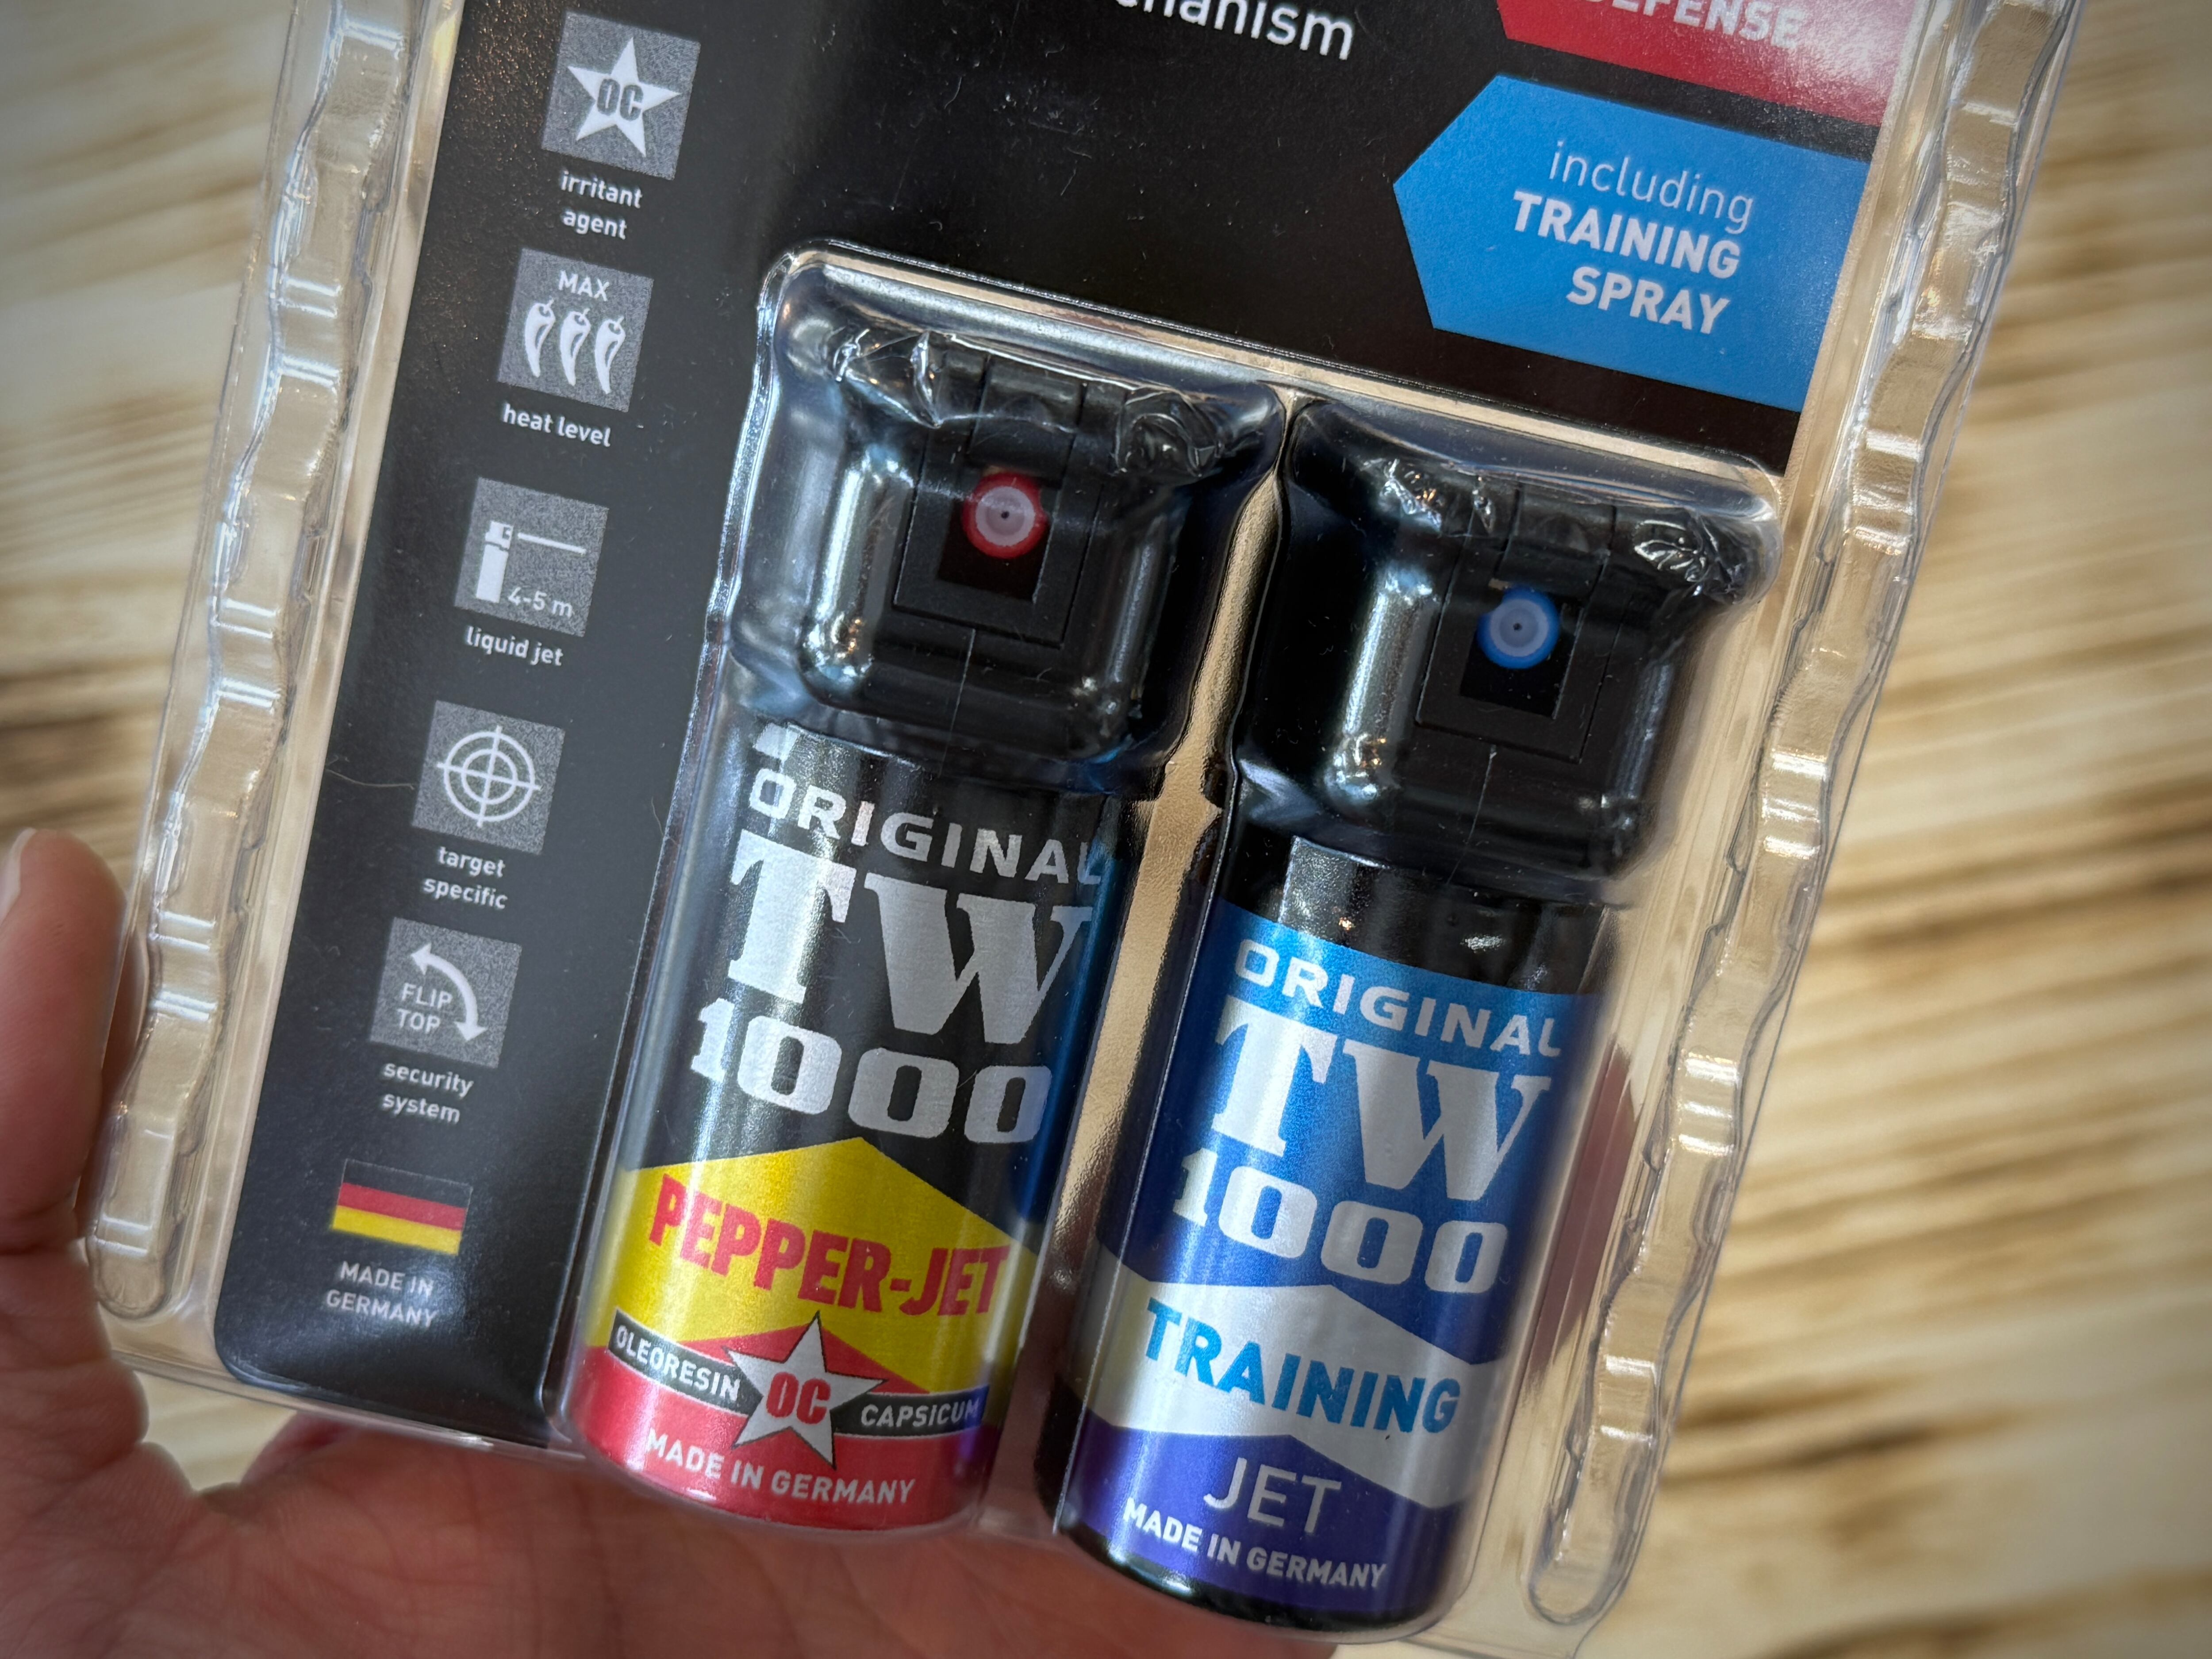 DEFENSE
including
TRAINING
SPRAY
OC
irritant
agent
MAX
heat level
4-5 m
liquid jet
target
specific
FLIP
TOP
security
system
MADE IN
GERMANY
ORIGINAL
TW
1000
PEPPER-JET
OLEORESIN OC CAPSICUM
MADE IN GERMANY
ORIGINAL
TW
1000
TRAINING
JET
MADE IN GERMANY